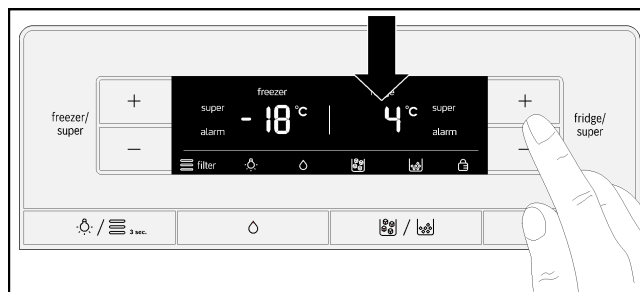 freezer
super
- 18 °C
4 °C
super
alarm
alarm
filter
freezer/
super
+
−
+
−
fridge/
super
/
3 sec.
/